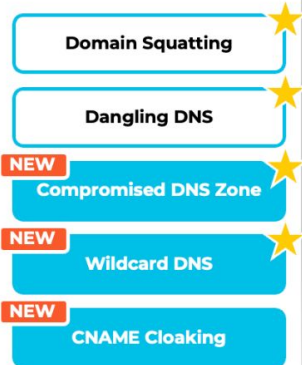 Domain Squatting
Dangling DNS
NEW
Compromised DNS Zone
NEW
Wildcard DNS
NEW
CNAME Cloaking